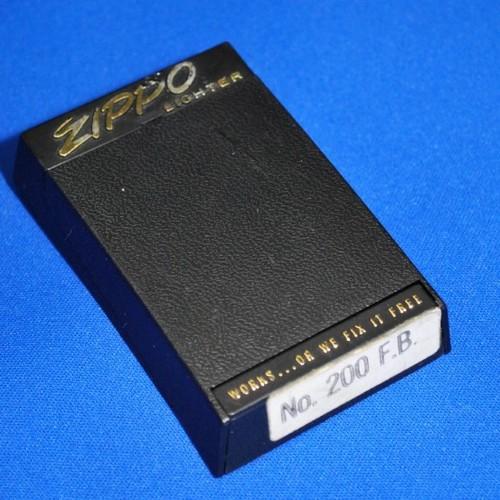 ZIPPO
LIGHTER
WORKS...OR WE FIX IT FREE
No. 200 F.B.